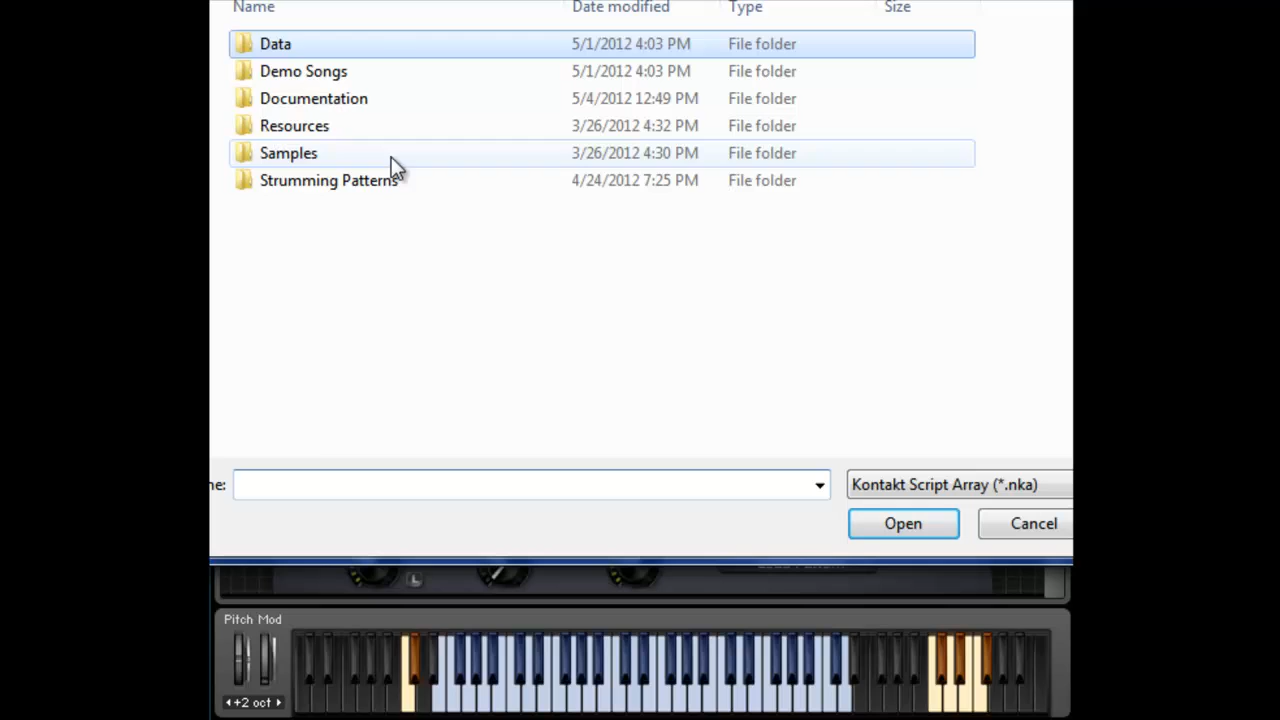 Name Date modified Type Size
Data 5/1/2012 4:03 PM File folder
Demo Songs 5/1/2012 4:03 PM File folder
Documentation 5/4/2012 12:49 PM File folder
Resources 3/26/2012 4:32 PM File folder
Samples 3/26/2012 4:30 PM File folder
Strumming Patterns 4/24/2012 7:25 PM File folder
ne: Kontakt Script Array (*.nka)
Open Cancel
L
Pitch Mod
+2 oct